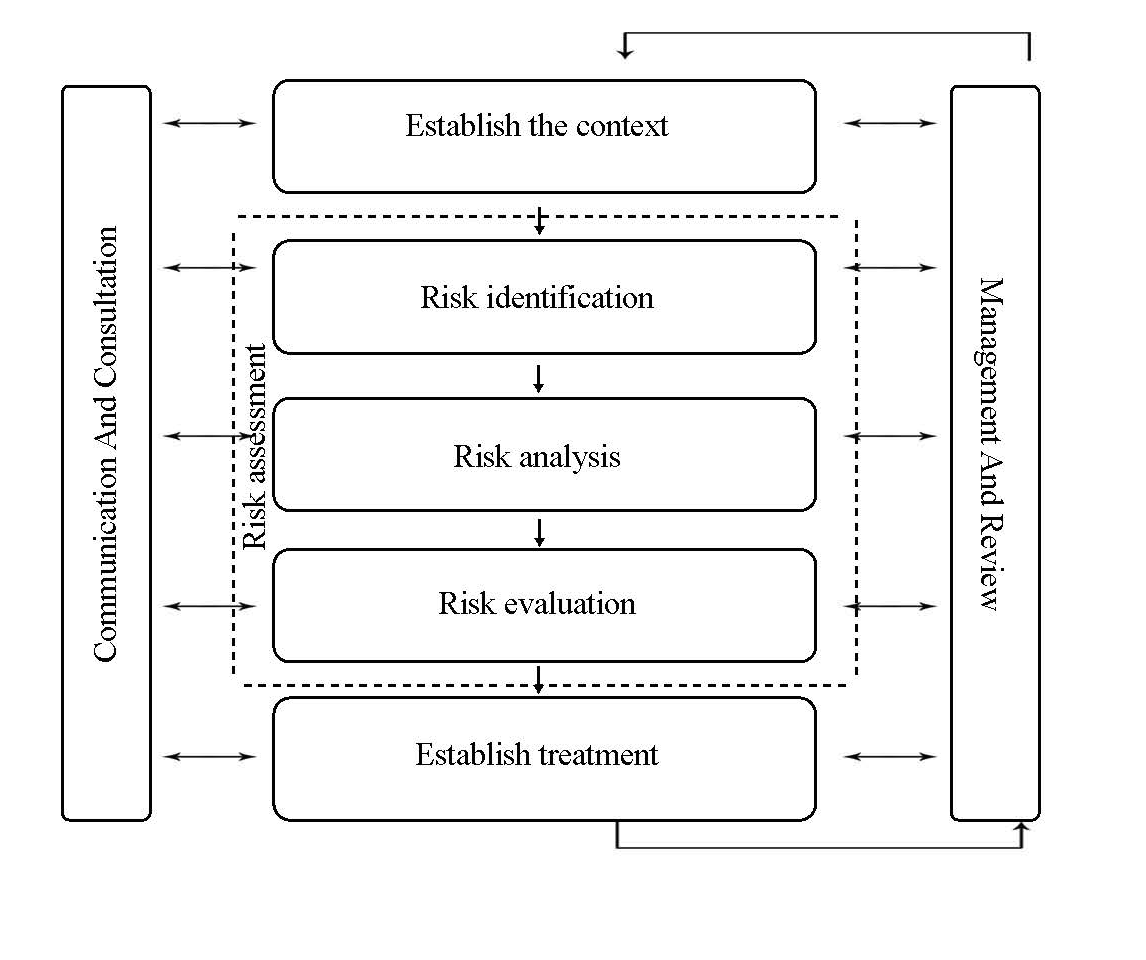 Establish the context
Communication And Consultation
Risk assessment
Risk identification
Risk analysis
Risk evaluation
Establish treatment
Management And Review